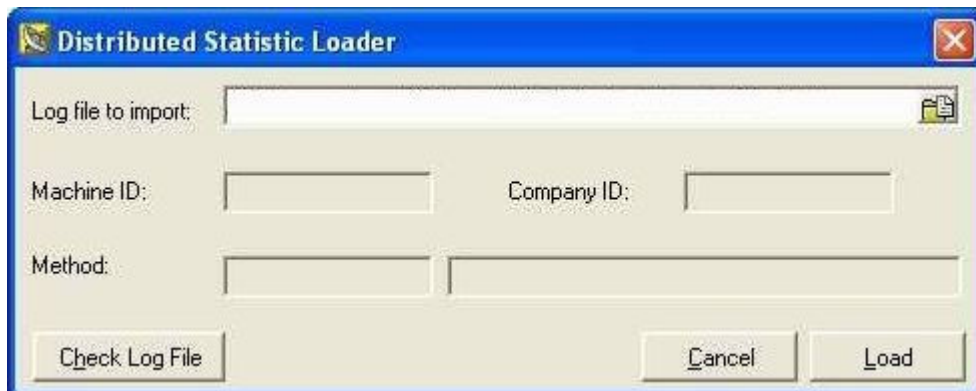 Distributed Statistic Loader
Log file to import:
Machine ID: Company ID:
Method:
Check Log File Cancel Load